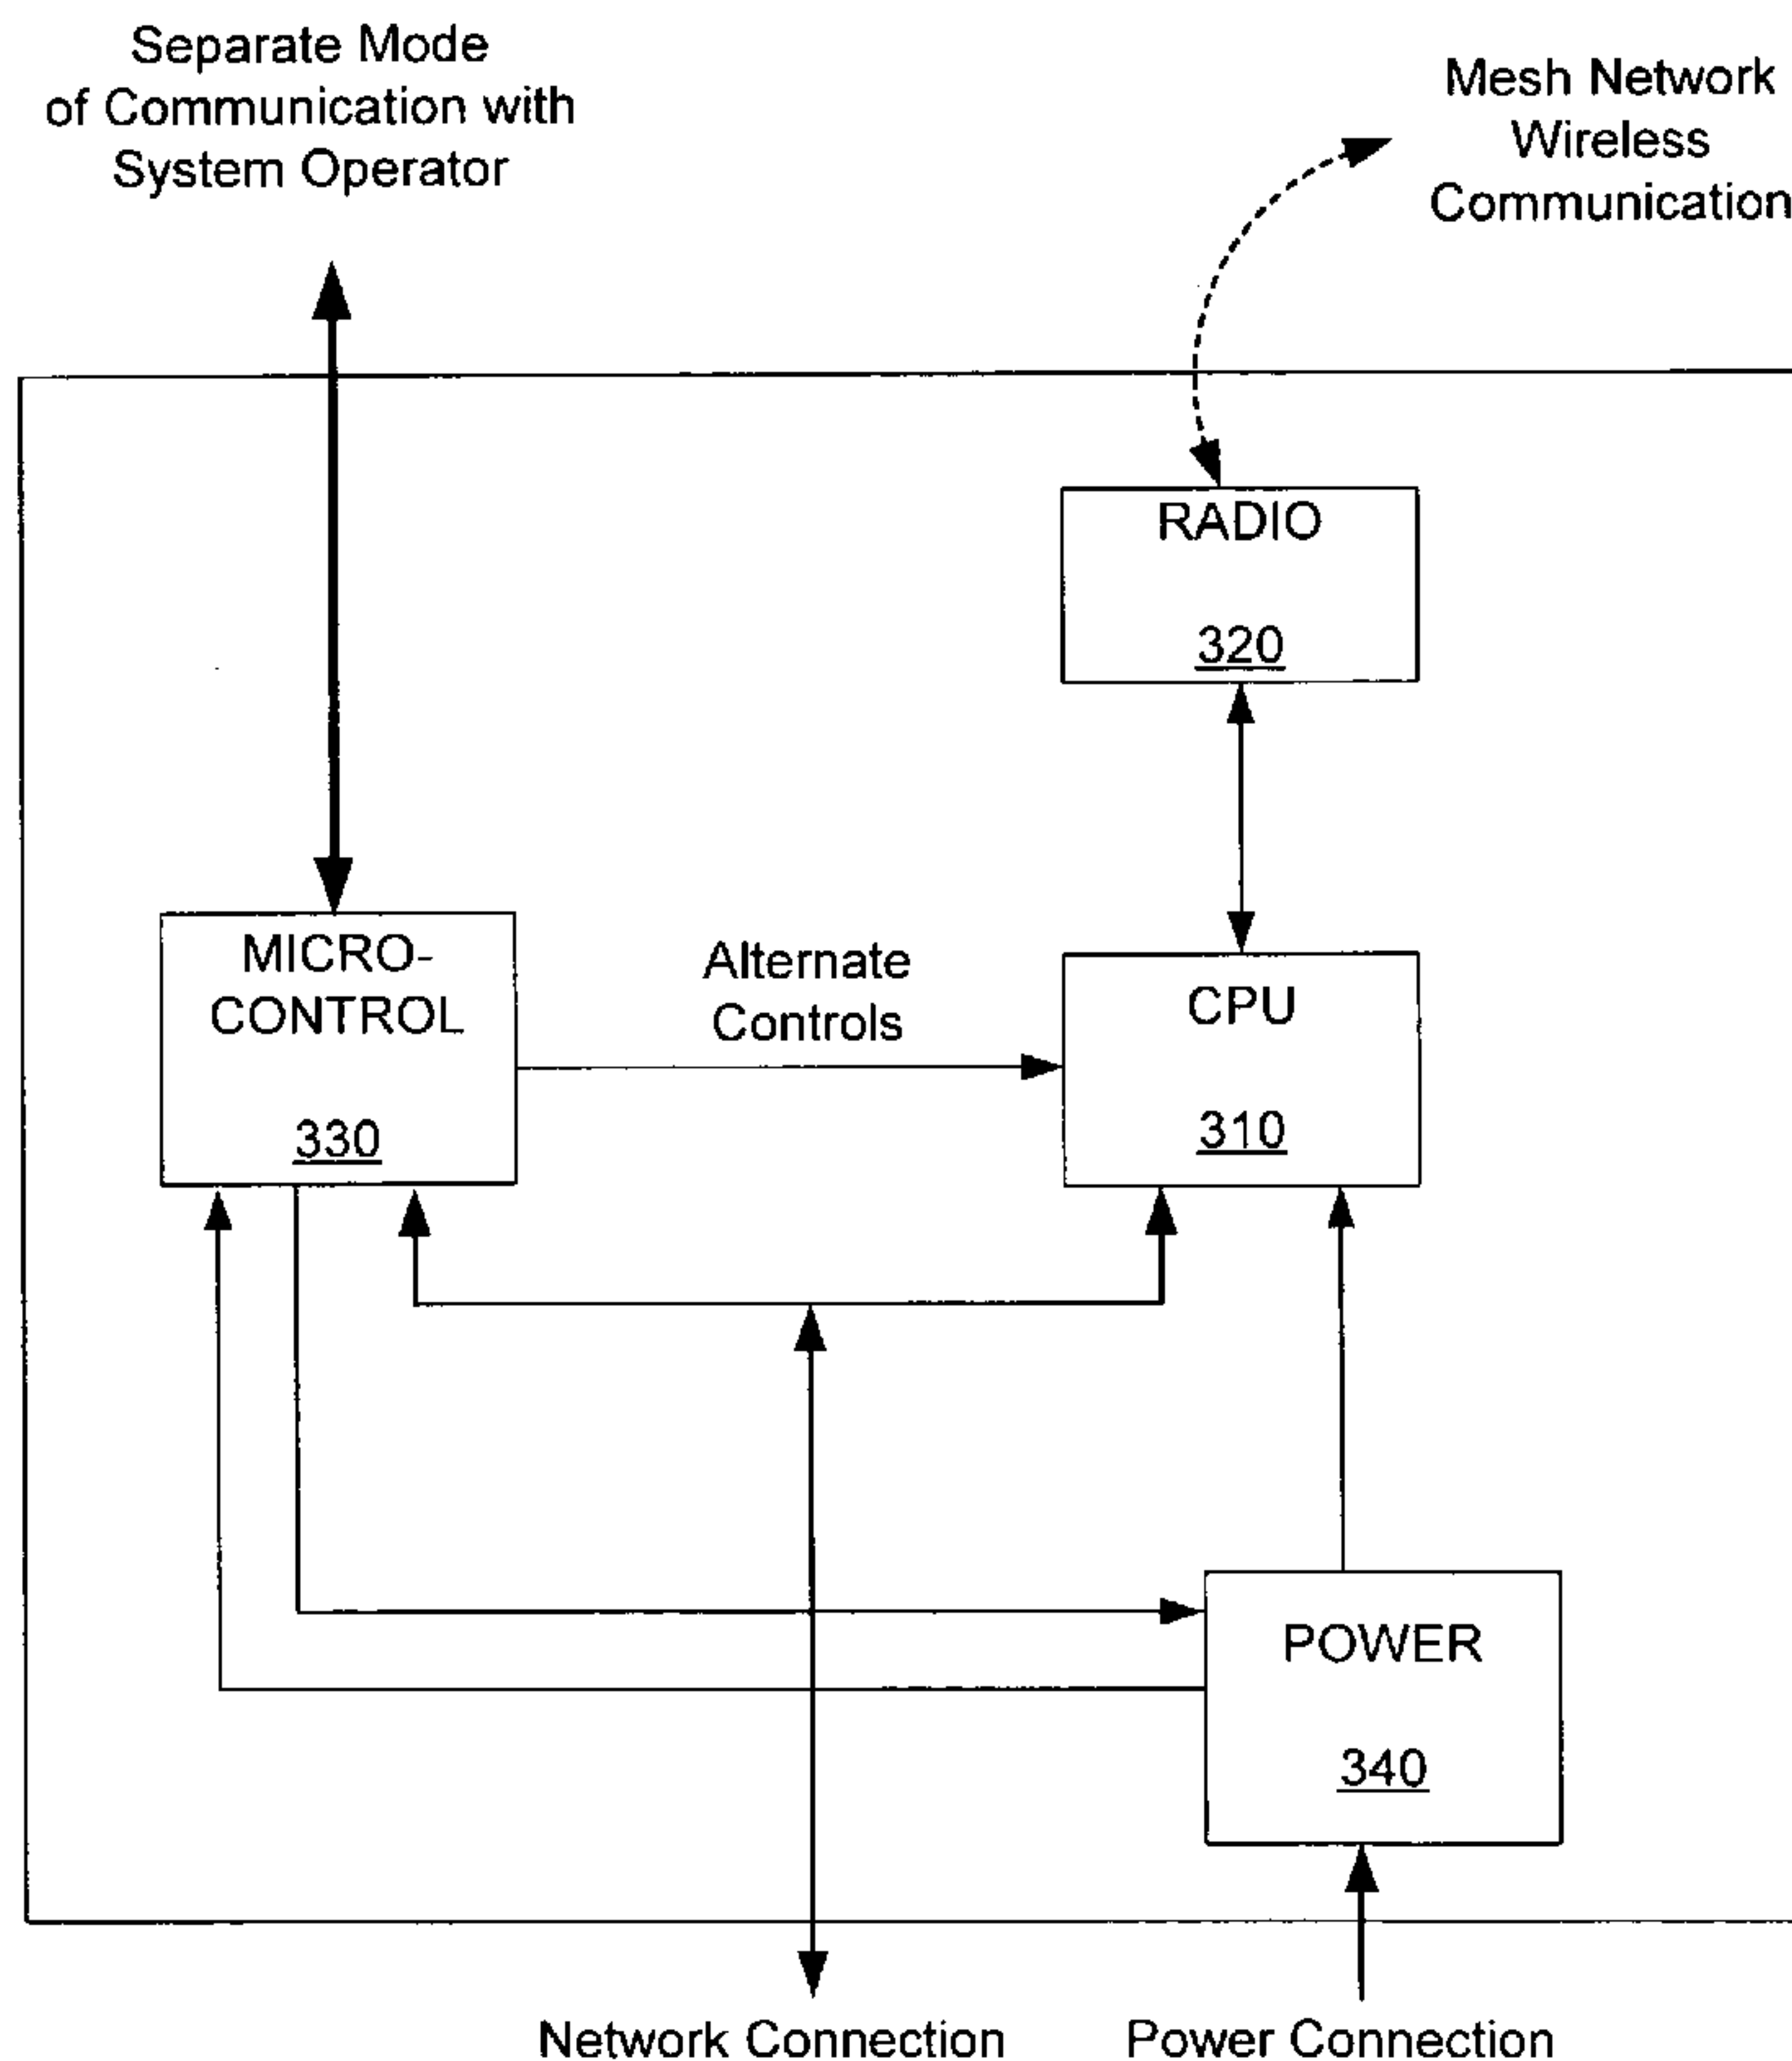 Separate Mode
of Communication with
System Operator
Mesh Network
Wireless
Communication
RADIO
320
MICRO-
CONTROL
330
Alternate
Controls
CPU
310
POWER
340
Network Connection
Power Connection